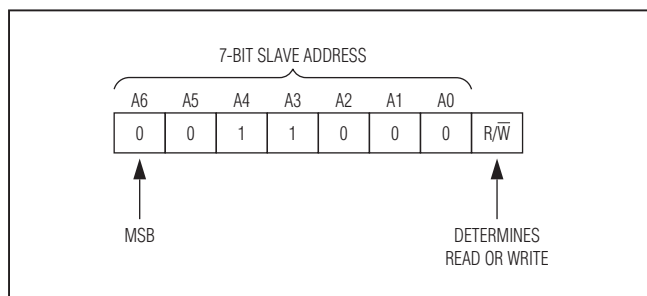 7-BIT SLAVE ADDRESS
A6 A5 A4 A3 A2 A1 A0
0 0 1 1 0 0 0 R/W̅
MSB
DETERMINES
READ OR WRITE